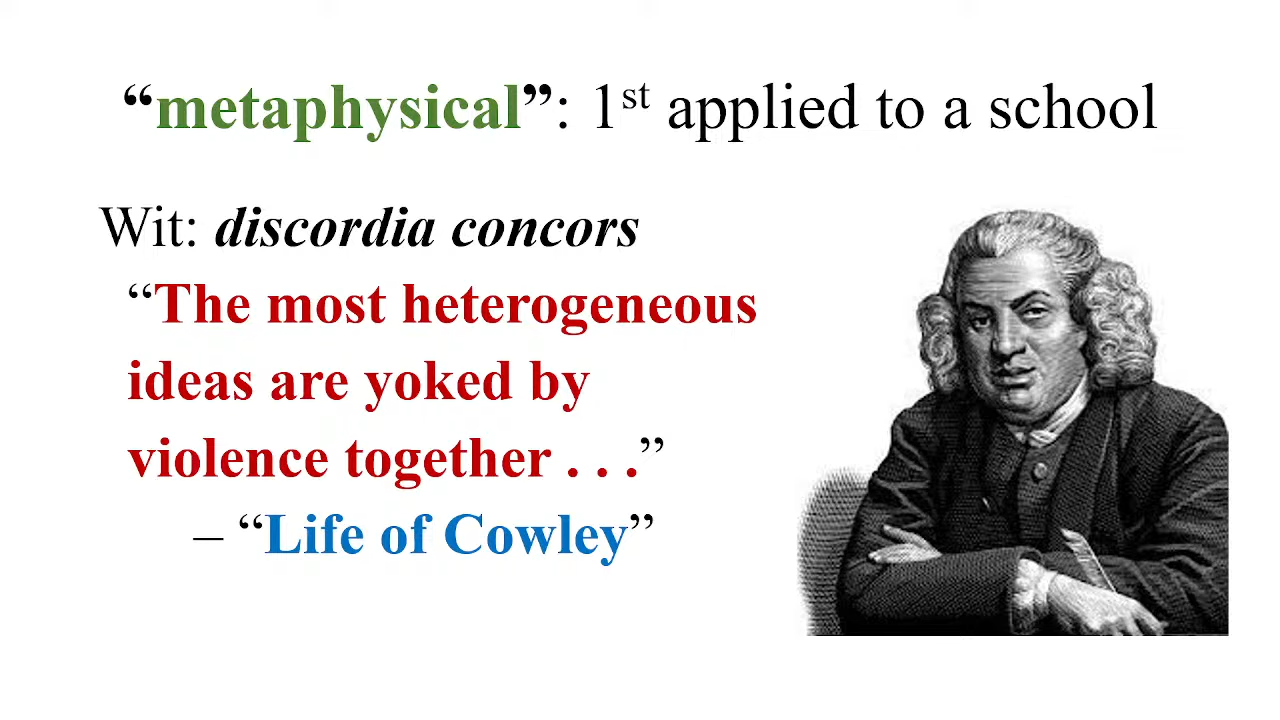 “metaphysical”: 1st applied to a school
Wit: discordia concors
“The most heterogeneous
ideas are yoked by
violence together . . .”
– “Life of Cowley”